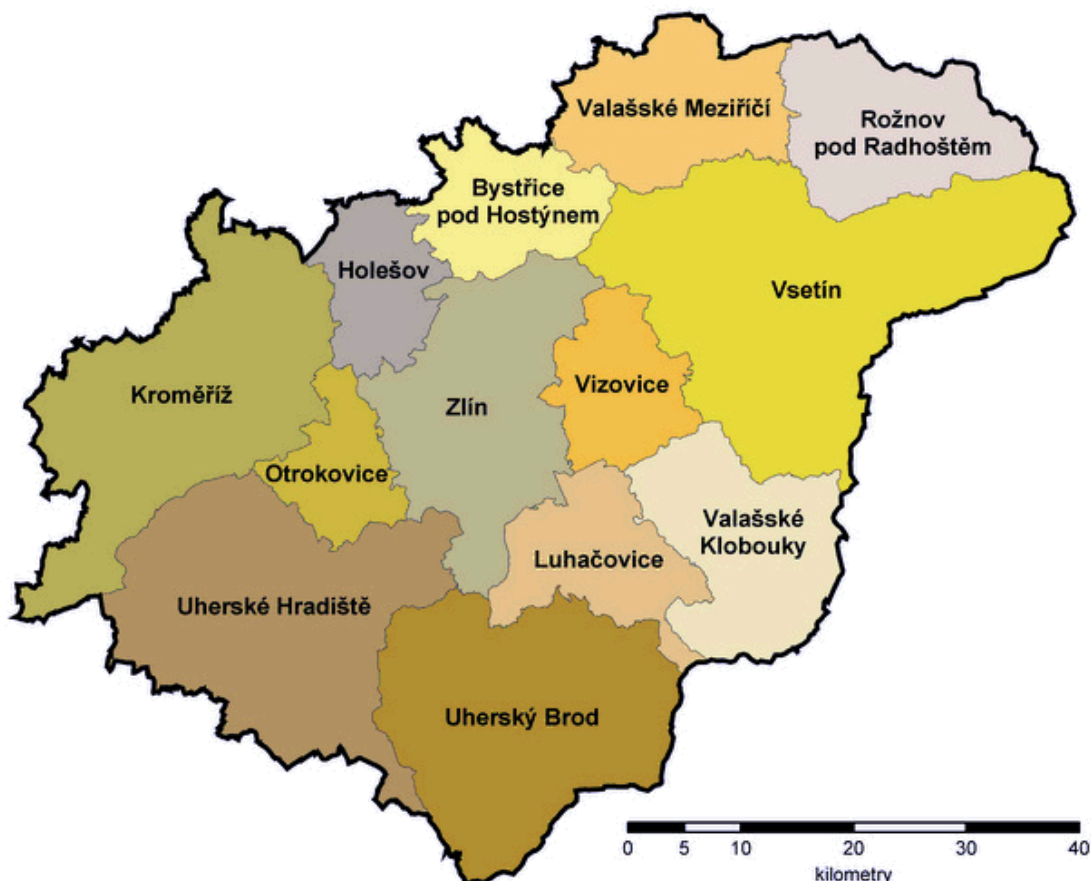 Valašské Meziříčí
Rožnov
pod Radhoštěm
Bystřice
pod Hostýnem
Holešov
Vsetín
Kroměříž
Zlín
Vizovice
Otrokovice
Valašské
Klobouky
Luhačovice
Uherské Hradiště
Uherský Brod
0 5 10 20 30 40
kilometry